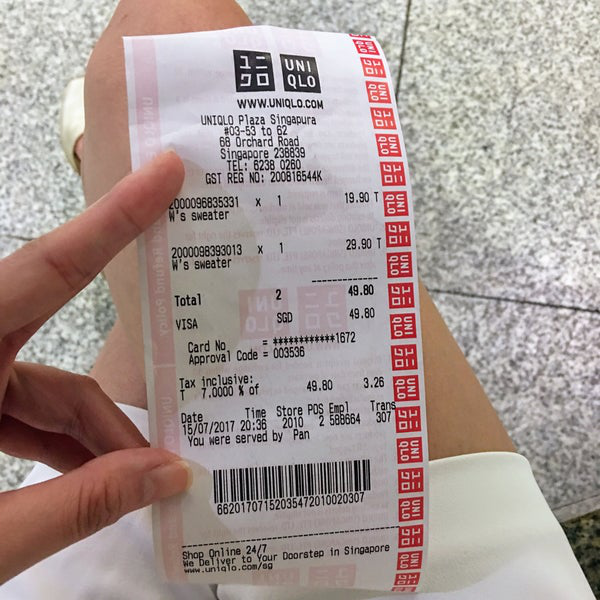 ユニ
クロ
UNI
QLO
WWW.UNIQLO.COM
UNIQLO Plaza Singapura
#03-53 to 62
68 Orchard Road
Singapore 238839
TEL: 6238 0260
GST REG NO: 200816544K
2000096835331 x 1 19.90 T
W's sweater
2000098393013 x 1 29.90 T
W's sweater
Total 2 49.80
VISA SGD 49.80
Card No = ************1672
Approval Code = 003536
Tax inclusive:
T 7.0000 % of 49.80 3.26
Date Time Store POS Empl Trans
15/07/2017 20:36 2010 2 588664 307
You were served by Pan
66201707152035472010020307
Shop Online 24/7
We Deliver to Your Doorstep in Singapore
www.uniqlo.com/sg